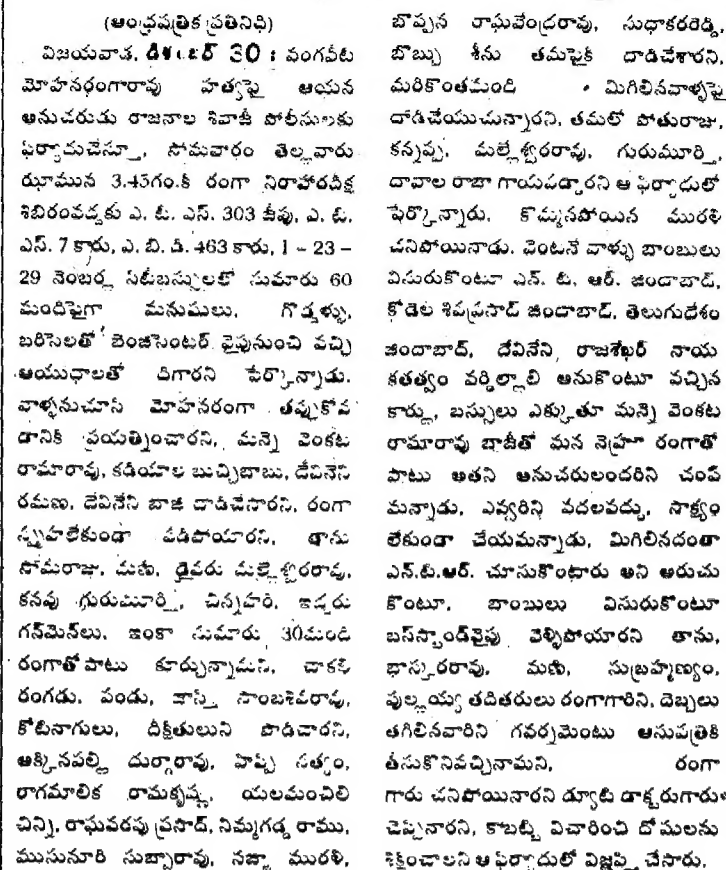 (ఆంధ్రపత్రిక ప్రతినిధి)
విజయవాడ, డిశంబర్ 30 : వంగవీటి
మోహనరంగారావు హత్యపై ఆయన
అనుచరుడు రాజనాల శివాజీ పోలీసులకు
ఫిర్యాదుచేస్తూ, సోమవారం తెల్లవారు
ఝామున 3.45గం.కి రంగా నిరాహారదీక్ష
శిబిరంవద్దకు ఎ. టి. ఎస్. 303 జీపు, ఎ. టి.
ఎస్. 7 కారు, ఎ. బి. డి. 463 కారు, 1 – 23 –
29 నెంబర్ల సిటీబస్సులలో సుమారు 60
మందిపైగా మనుషులు, గొడ్డళ్ళు,
బరిసెలతో బెంజిసెంటర్ వైపునుంచి వచ్చి
ఆయుధాలతో దిగారని పేర్కొన్నాడు.
వాళ్ళనుచూసి మోహనరంగా తప్పుకోవ
డానికి ప్రయత్నించారని, మన్నె వెంకట
రామారావు, కడియాల బుచ్చిబాబు, దేవినేని
రమణ, దేవినేని బాజి దాడిచేసారని, రంగా
స్పృహలేకుండా పడిపోయారని, తాను
సోమరాజు, మణి, డ్రైవరు మల్లేశ్వరరావు,
కనపు గురుమూర్తి, చిన్నహరి, ఇద్దరు
గన్‌మెన్‌లు, ఇంకా సుమారు 30మంది
రంగాతోపాటు కూర్చున్నామని, చాకలి
రంగడు, పండు, సాంబశివరావు,
కోటినాగులు, దీక్షితులుని పొడిచారని,
అక్కినపల్లి దుర్గారావు, సత్యం,
రాగమాలిక రామకృష్ణ, యలమంచిలి
చిన్ని, రాఘవరపు ప్రసాద్, నిమ్మగడ్డ రాము,
ముసునూరి సుబ్బారావు, మురళి,
బొప్పన రాఘవేంద్రరావు, సుధాకరరెడ్డి,
బొబ్బు శీను తమపైకి దాడిచేశారని,
మరికొంతమంది మిగిలినవాళ్ళపై
దాడిచేయుచున్నారని, తమలో పోతురాజు,
కన్నప్ప, మల్లేశ్వరరావు, గురుమూర్తి,
దావాల రాజా గాయపడ్డారని ఆ ఫిర్యాదులో
పేర్కొన్నారు. కొమ్మనపోయిన మురళి
చనిపోయినాడు. వెంటనే వాళ్ళు బాంబులు
విసురుకొంటూ ఎన్. టి. ఆర్. జిందాబాద్,
కోడెల శివప్రసాద్ జిందాబాద్, తెలుగుదేశం
జిందాబాద్, దేవినేని రాజశేఖర్ నాయ
కతత్వం వర్ధిల్లాలి అనుకొంటూ వచ్చిన
కార్లు, బస్సులు ఎక్కుతూ మన్నె వెంకట
రామారావు బాజీతో మన నెహ్రూ రంగాతో
పాటు అతని అనుచరులందరిని చంప
మన్నాడు, ఎవ్వరిని వదలవద్దు, సాక్ష్యం
లేకుండా చేయమన్నాడు, మిగిలినదంతా
ఎన్.టి.ఆర్. చూసుకొంటారు అని అరుచు
కొంటూ, బాంబులు విసురుకొంటూ
బస్‌స్టాండ్‌వైపు వెళ్ళిపోయారని తాను,
భాస్కరరావు, మణి, సుబ్రహ్మణ్యం,
పుల్లయ్య తదితరులు రంగాగారిని, దెబ్బలు
తగిలినవారిని గవర్నమెంటు ఆసుపత్రికి
తీసుకొనివచ్చినామని, రంగా
గారు చనిపోయినారని డ్యూటి డాక్టరుగారు
చెప్పినారని, కాబట్టి విచారించి దోషులను
శిక్షించాలని ఆ ఫిర్యాదులో విజ్ఞప్తి చేసారు.